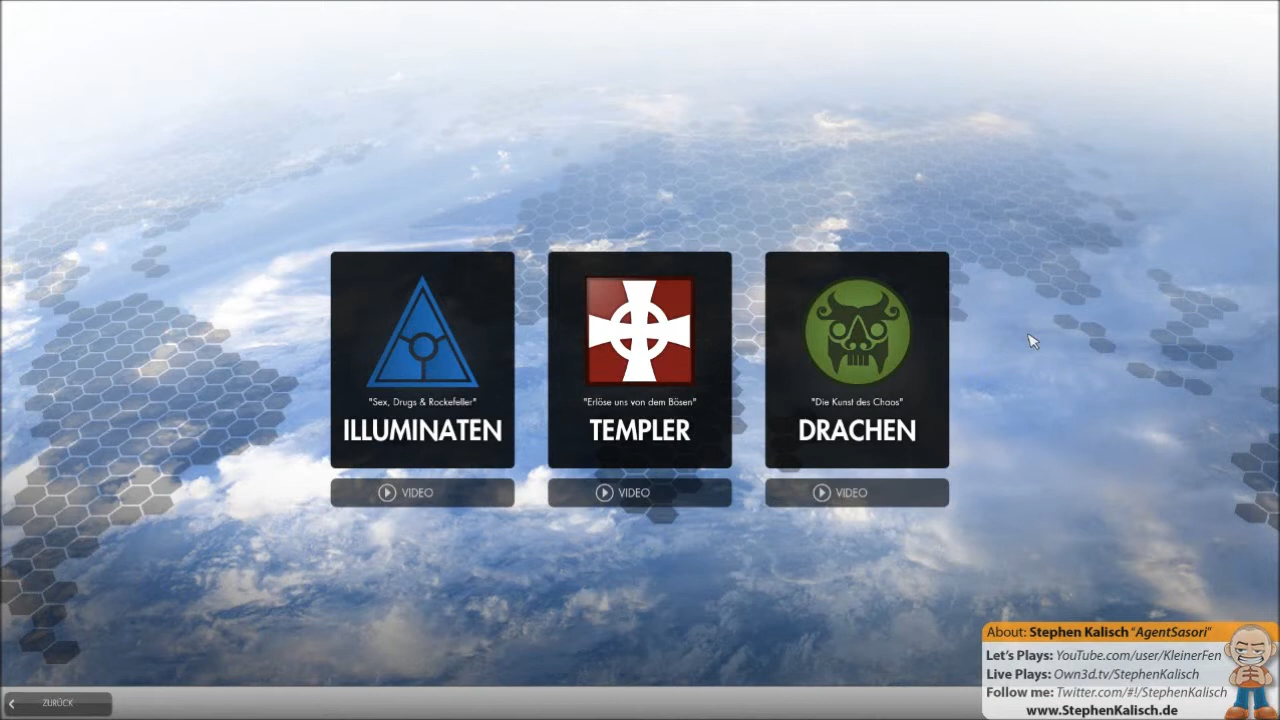 "Sex, Drugs & Rockefeller"
ILLUMINATEN
VIDEO
"Erlöse uns von dem Bösen"
TEMPLER
VIDEO
"Die Kunst des Chaos"
DRACHEN
VIDEO
ZURÜCK
About: Stephen Kalisch "AgentSasori"
Let's Plays: YouTube.com/user/KleinerFen
Live Plays: Own3d.tv/StephenKalisch
Follow me: Twitter.com/#!/StephenKalisch
www.StephenKalisch.de